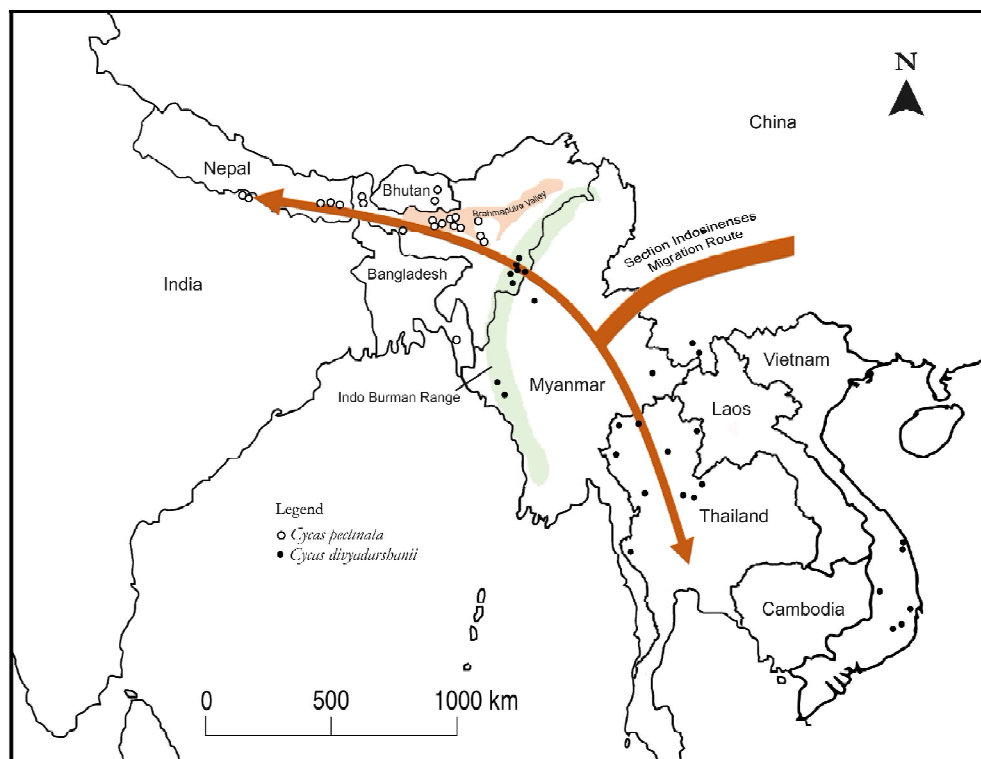 N
China
Nepal
Bhutan
Brahmaputra Valley
Section Indosinenses
Migration Route
India
Bangladesh
Vietnam
Myanmar
Indo Burman Range
Laos
Legend
Cycas pectinata
Cycas divyadarshanii
Thailand
Cambodia
0 500 1000 km